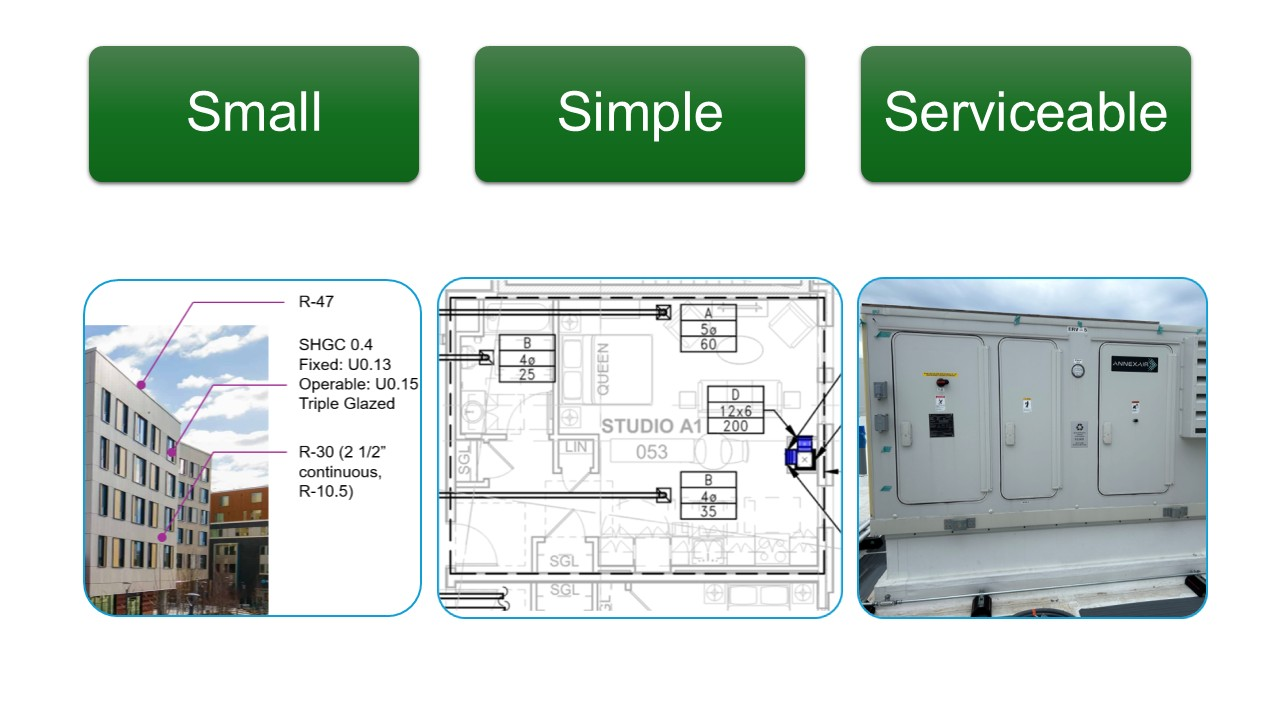 Small
Simple
Serviceable
R-47
SHGC 0.4
Fixed: U0.13
Operable: U0.15
Triple Glazed
R-30 (2 1/2”
continuous,
R-10.5)
A
5ø
60
B
4ø
25
QUEEN
D
12x6
200
STUDIO A1
053
LIN
SGL
B
4ø
35
SGL
SGL
ERV-6
ANNEXAIR